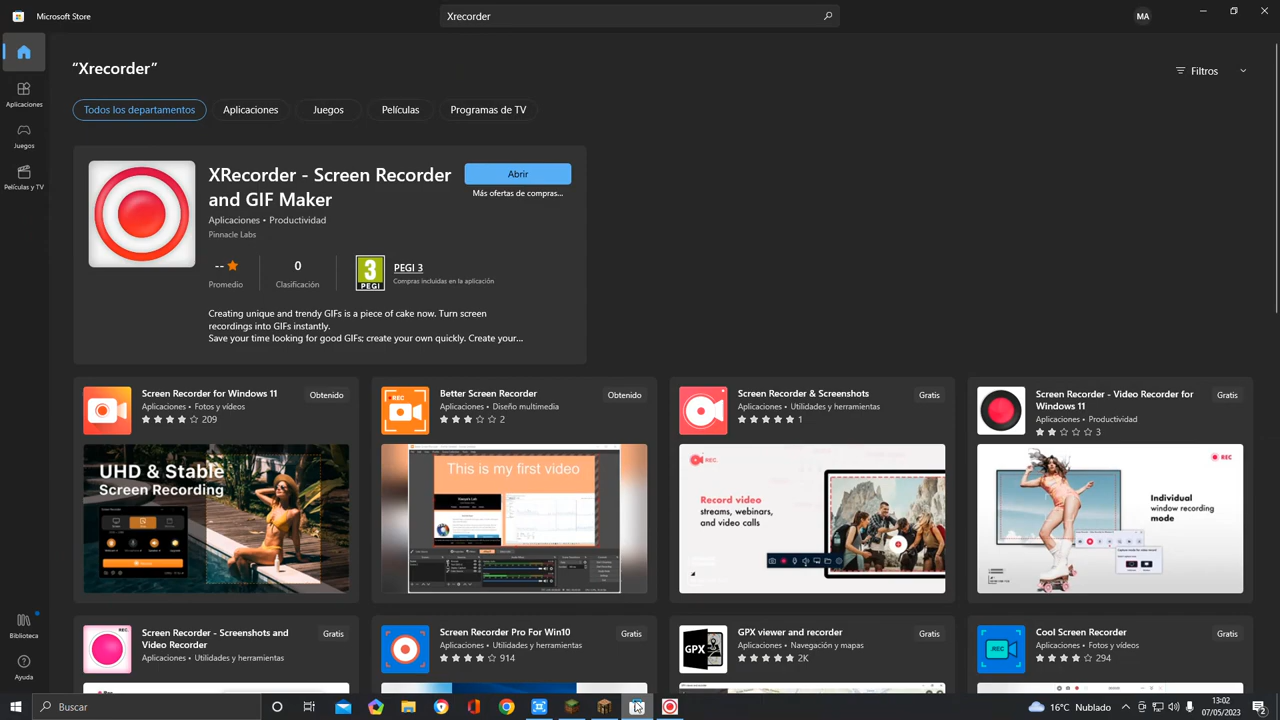 Microsoft Store
Xrecorder
MA
"Xrecorder"
Filtros
Todos los departamentos
Aplicaciones
Juegos
Películas
Programas de TV
Aplicaciones
Juegos
Películas y TV
Biblioteca
Ayuda
XRecorder - Screen Recorder
and GIF Maker
Abrir
Más ofertas de compras...
Aplicaciones • Productividad
Pinnacle Labs
--
Promedio
0
Clasificación
3
PEGI
PEGI 3
Compras incluidas en la aplicación
Creating unique and trendy GIFs is a piece of cake now. Turn screen
recordings into GIFs instantly.
Save your time looking for good GIFs; create your own quickly. Create your...
Screen Recorder for Windows 11
Obtenido
Aplicaciones • Fotos y vídeos
209
UHD & Stable
Screen Recording
REC
Better Screen Recorder
Obtenido
Aplicaciones • Diseño multimedia
2
This is my first video
Screen Recorder & Screenshots
Gratis
Aplicaciones • Utilidades y herramientas
1
REC.
Record video
streams, webinars,
and video calls
Screen Recorder - Video Recorder for
Windows 11
Gratis
Aplicaciones • Productividad
3
REC
Individual
window recording
mode
REC
Screen Recorder - Screenshots and
Video Recorder
Gratis
Aplicaciones • Utilidades y herramientas
Screen Recorder Pro For Win10
Gratis
Aplicaciones • Utilidades y herramientas
914
GPX
GPX viewer and recorder
Gratis
Aplicaciones • Navegación y mapas
2K
.REC
Cool Screen Recorder
Gratis
Aplicaciones • Fotos y vídeos
294
Buscar
16°C Nublado
13:02
07/05/2023
2